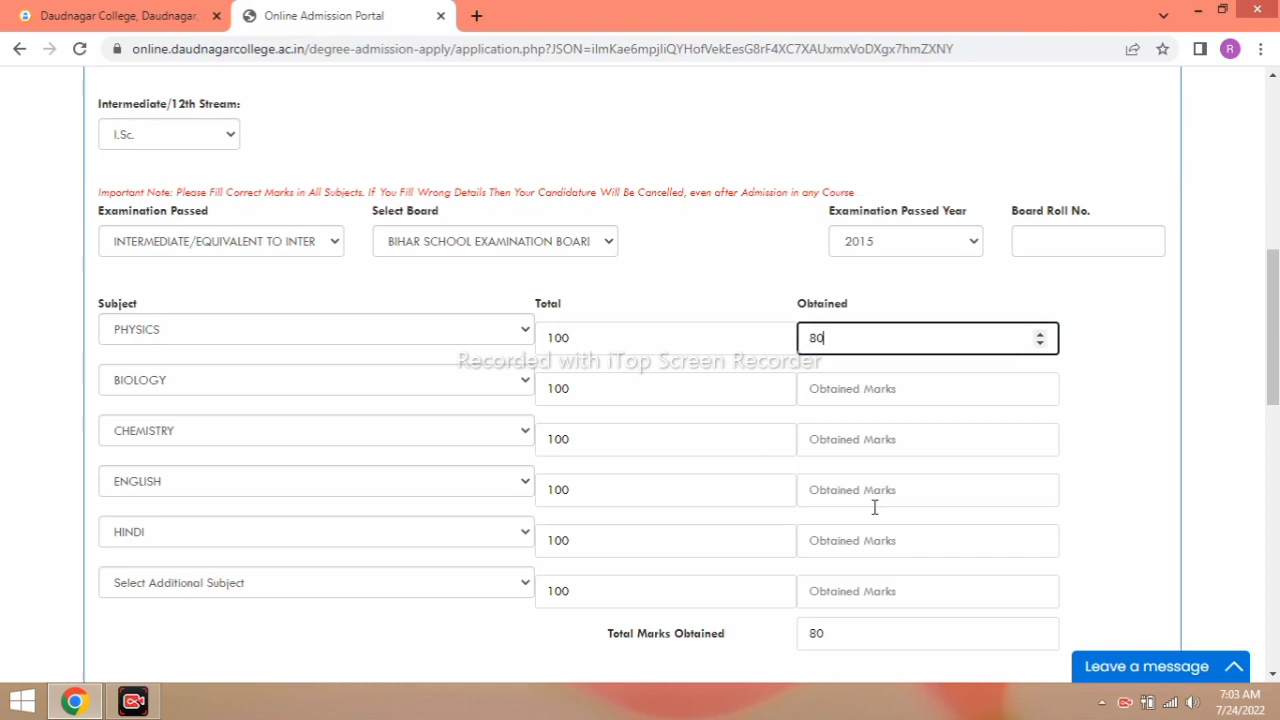 Daudnagar College, Daudnagar,
Online Admission Portal
online.daudnagarcollege.ac.in/degree-admission-apply/application.php?JSON=iImKae6mpjIiQYHofVekEesG8rF4XC7XAUxmxVoDXgx7hmZXNY
R
Intermediate/12th Stream:
I.Sc.
Important Note: Please Fill Correct Marks in All Subjects. If You Fill Wrong Details Then Your Candidature Will Be Cancelled, even after Admission in any Course
Examination Passed Select Board Examination Passed Year Board Roll No.
INTERMEDIATE/EQUIVALENT TO INTER BIHAR SCHOOL EXAMINATION BOARI 2015
Subject Total Obtained
PHYSICS 100 80
Recorded with iTop Screen Recorder
BIOLOGY 100 Obtained Marks
CHEMISTRY 100 Obtained Marks
ENGLISH 100 Obtained Marks
HINDI 100 Obtained Marks
Select Additional Subject 100 Obtained Marks
Total Marks Obtained 80
Leave a message
7:03 AM
7/24/2022